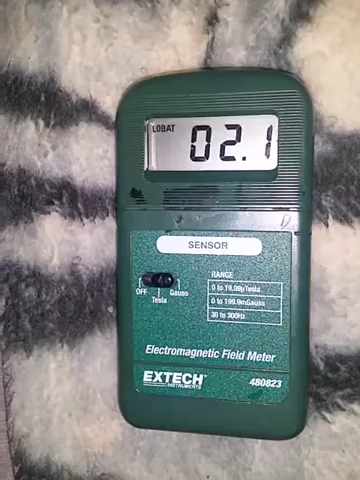 LOBAT
02.1
SENSOR
RANGE
0 to 19.99µTesla
0 to 199.9mGauss
30 to 300Hz
OFF
Tesla
Gauss
Electromagnetic Field Meter
EXTECH
INSTRUMENTS
480823